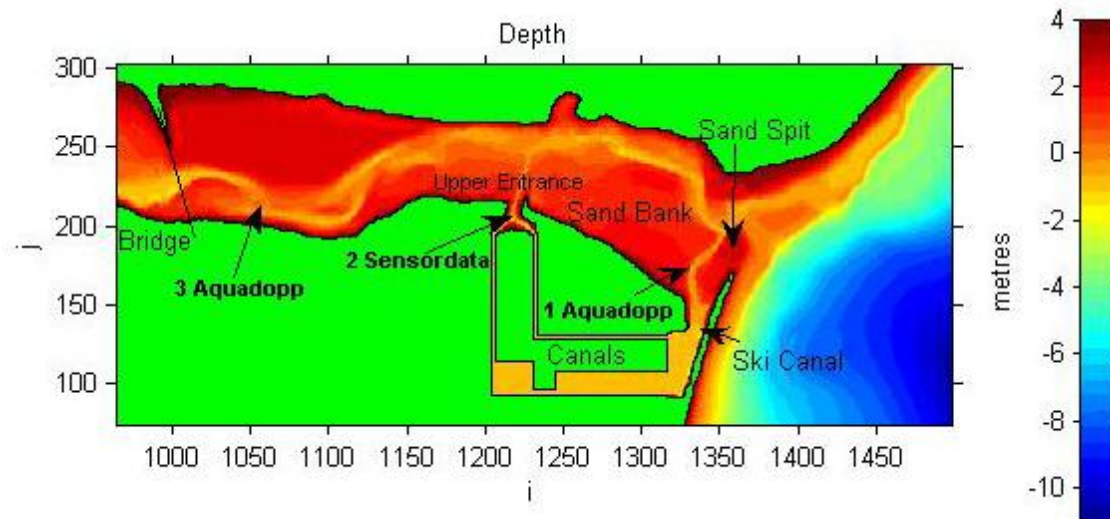 Depth
300
250
200
150
100
j
1000
1050
1100
1150
1200
1250
1300
1350
1400
1450
i
Sand Spit
Upper Entrance
Sand Bank
Bridge
2 Sensordata
3 Aquadopp
1 Aquadopp
Canals
Ski Canal
4
2
0
-2
-4
-6
-8
-10
metres